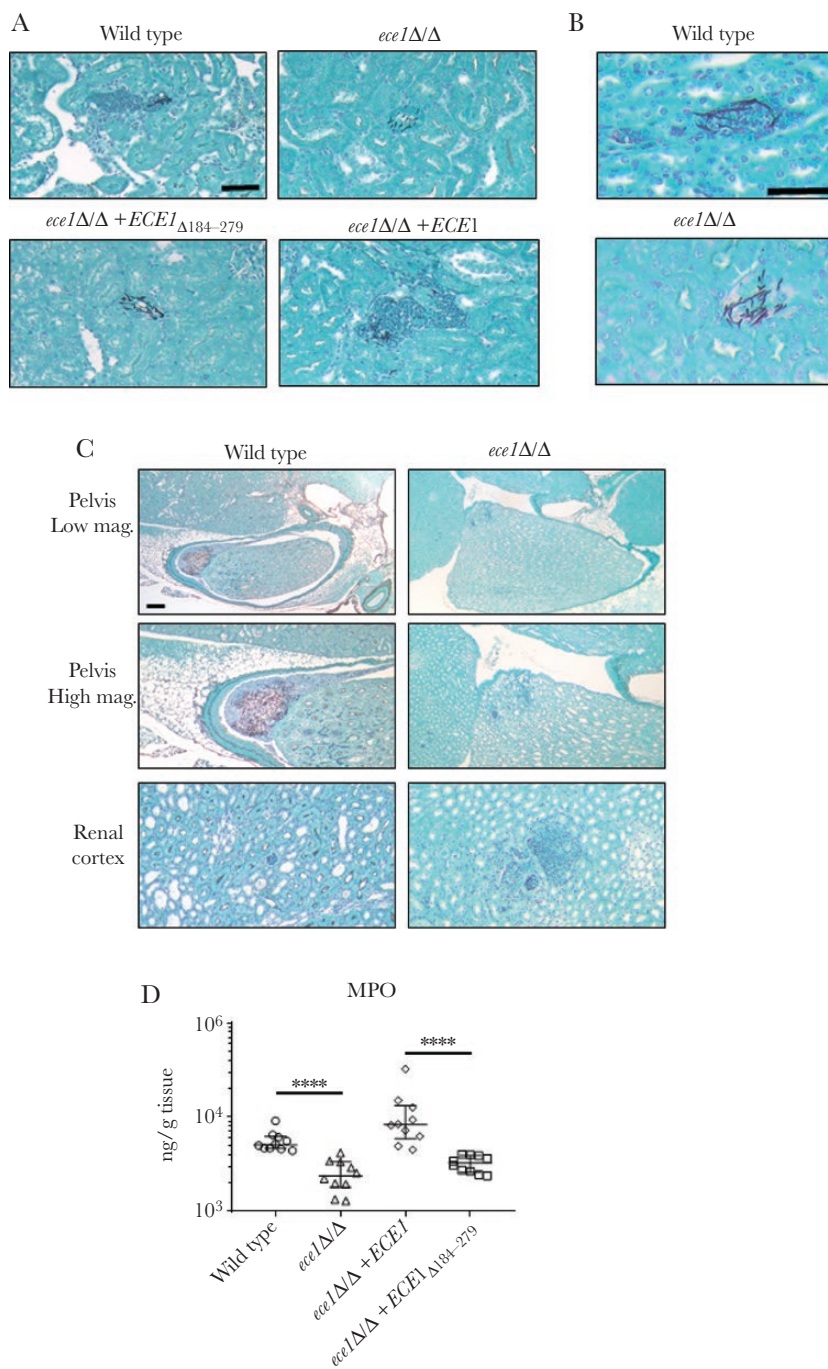 A
Wild type
ece1Δ/Δ
ece1Δ/Δ +ECE1Δ184–279
ece1Δ/Δ +ECE1
B
Wild type
ece1Δ/Δ
C
Wild type
ece1Δ/Δ
Pelvis
Low mag.
Pelvis
High mag.
Renal
cortex
D
MPO
ng/g tissue
10⁶
10⁴
10³
****
****
Wild type
ece1Δ/Δ
ece1Δ/Δ +ECE1
ece1Δ/Δ +ECE1Δ184–279